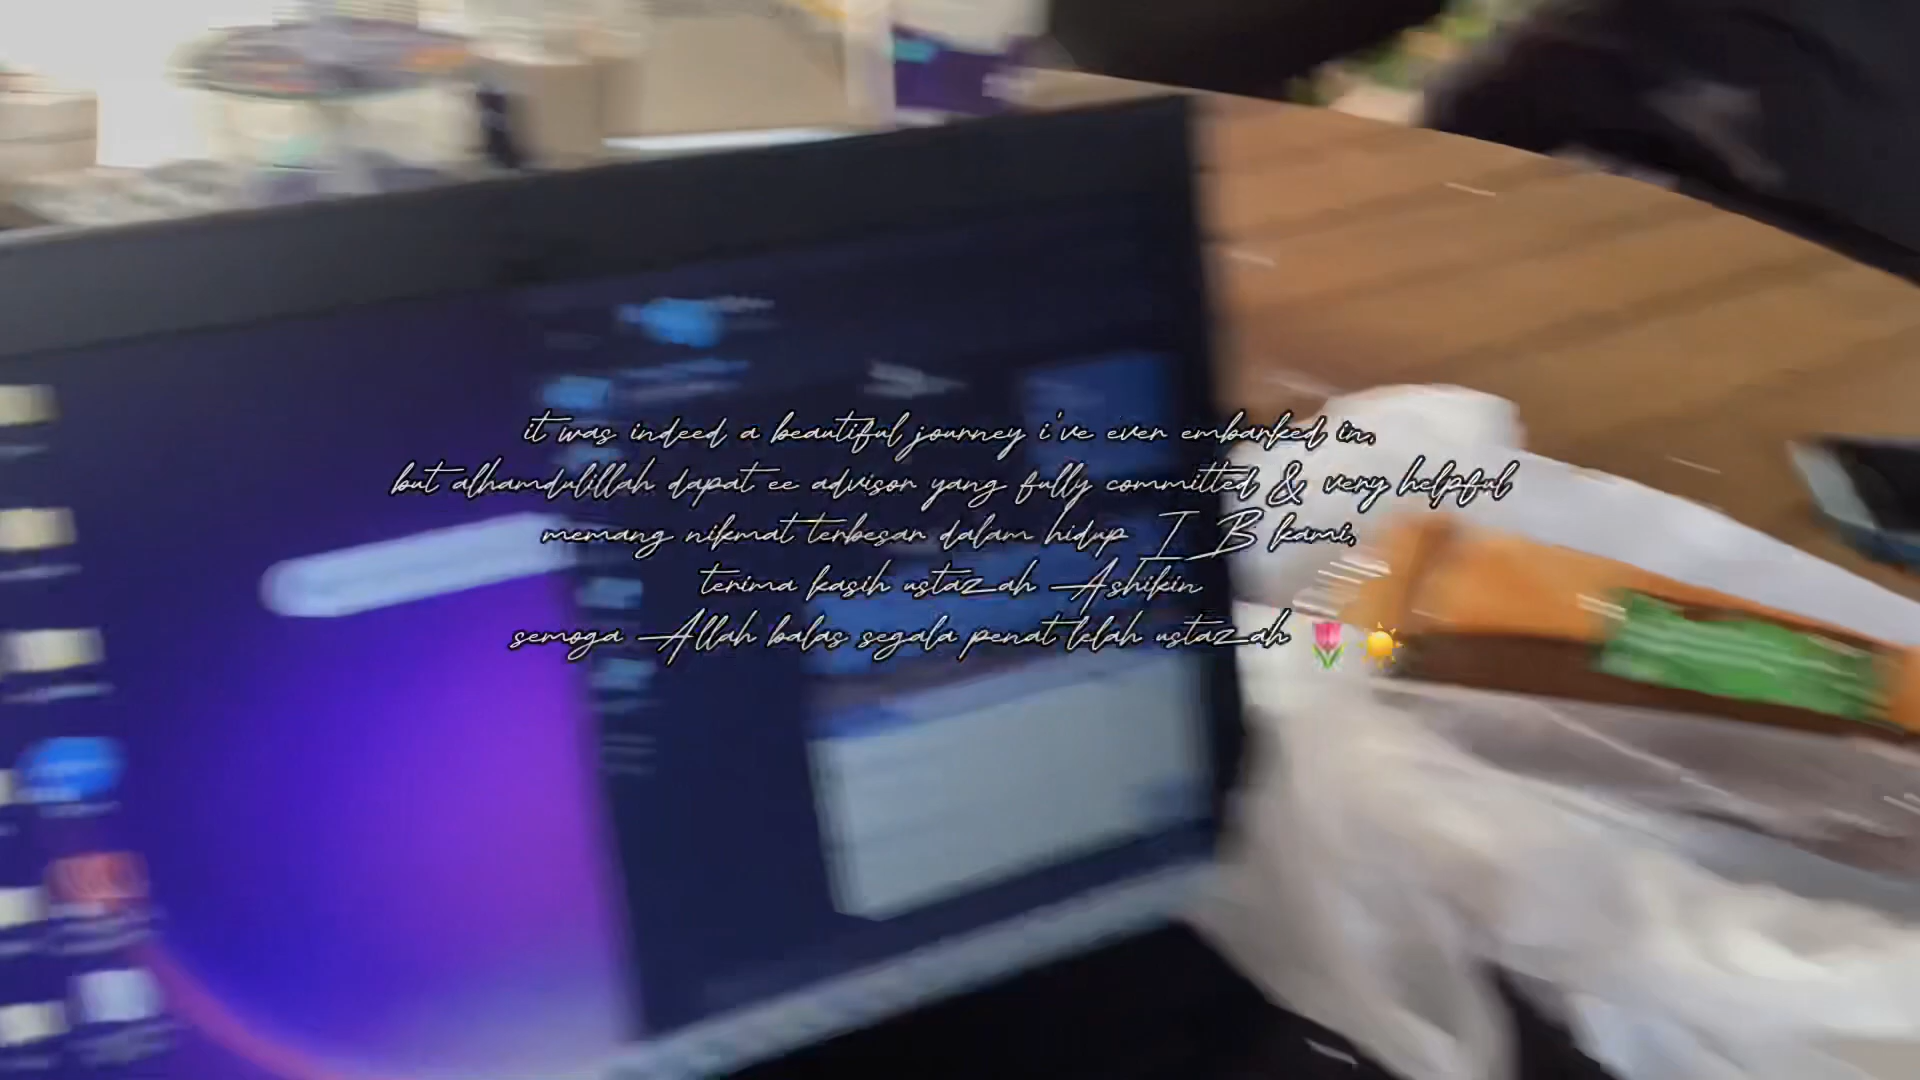 it was indeed a beautiful journey i've ever embarked in,
but alhamdulillah dapat ee advisor yang fully committed & very helpful
memang nikmat terbesar dalam hidup IB kami,
terima kasih ustazah Ashikin
semoga Allah balas segala penat lelah ustazah 🌷☀️